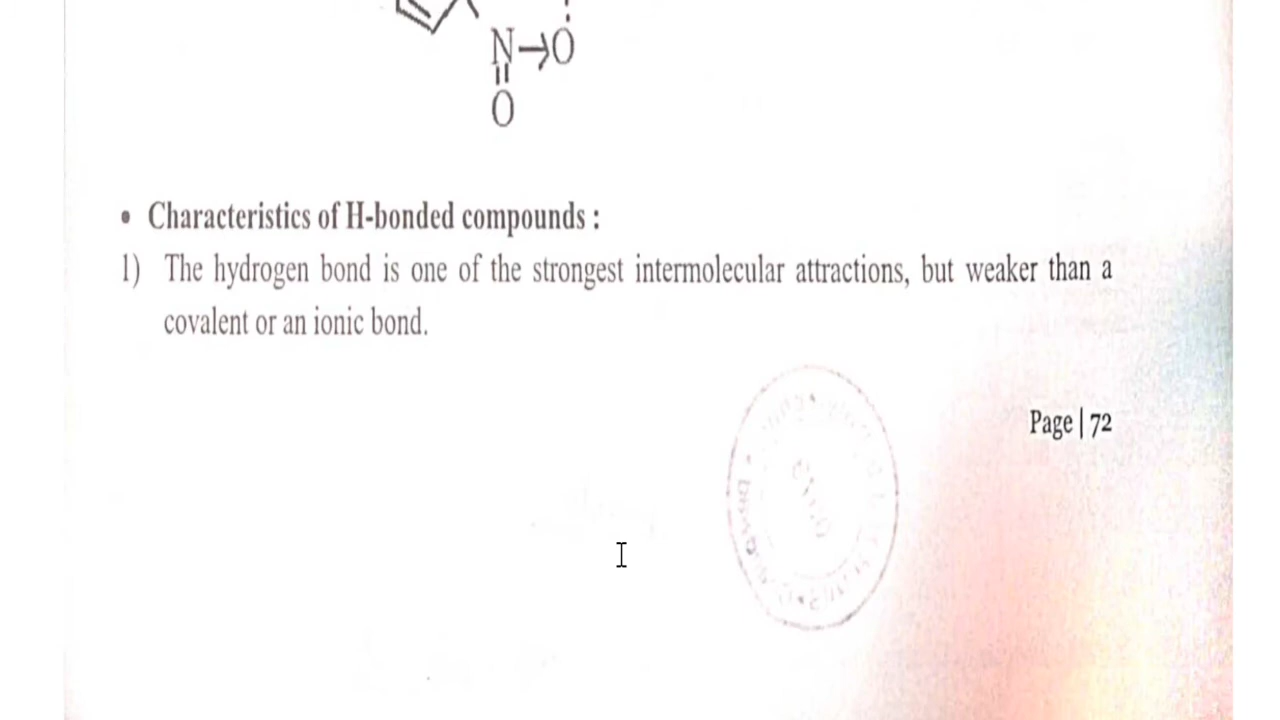 N→O
=
O
• Characteristics of H-bonded compounds :
1) The hydrogen bond is one of the strongest intermolecular attractions, but weaker than a
covalent or an ionic bond.
Page | 72